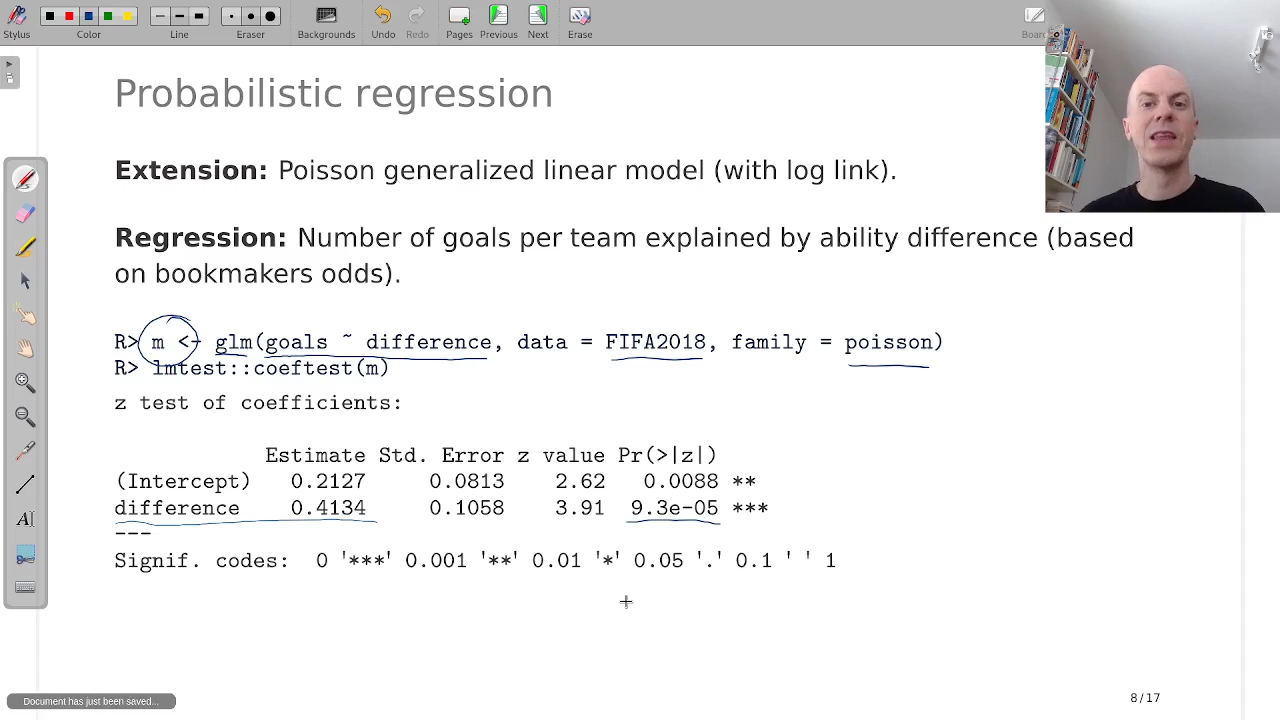 Stylus Color Line Eraser Backgrounds Undo Redo Pages Previous Next Erase Board
Probabilistic regression
Extension: Poisson generalized linear model (with log link).
Regression: Number of goals per team explained by ability difference (based
on bookmakers odds).
R> m <- glm(goals ~ difference, data = FIFA2018, family = poisson)
R> lmtest::coeftest(m)
z test of coefficients:
Estimate Std. Error z value Pr(>|z|)
(Intercept) 0.2127 0.0813 2.62 0.0088 **
difference 0.4134 0.1058 3.91 9.3e-05 ***
---
Signif. codes: 0 '***' 0.001 '**' 0.01 '*' 0.05 '.' 0.1 ' ' 1
Document has just been saved...
8 / 17